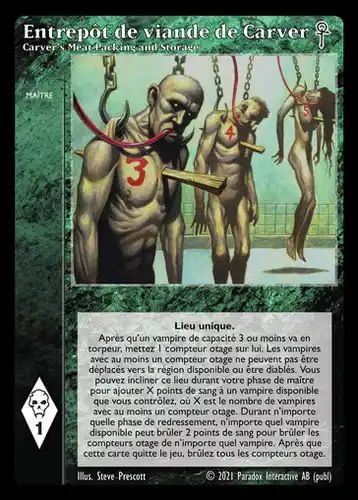 Entrepôt de viande de Carver
Carver's Meat Packing and Storage
MAÎTRE
3
4
5
Lieu unique.
Après qu'un vampire de capacité 3 ou moins va en
torpeur, mettez 1 compteur otage sur lui. Les vampires
avec au moins un compteur otage ne peuvent pas être
déplacés vers la région disponible ou être diablés. Vous
pouvez incliner ce lieu durant votre phase de maître
pour ajouter X points de sang à un vampire disponible
que vous contrôlez, où X est le nombre de vampires
avec au moins un compteur otage. Durant n'importe
quelle phase de redressement, n'importe quel vampire
disponible peut brûler 2 points de sang pour brûler les
compteurs otage de n'importe quel vampire. Après que
cette carte quitte le jeu, brûlez tous les compteurs otage.
1
Illus. Steve Prescott
© 2021 Paradox Interactive AB (publ)